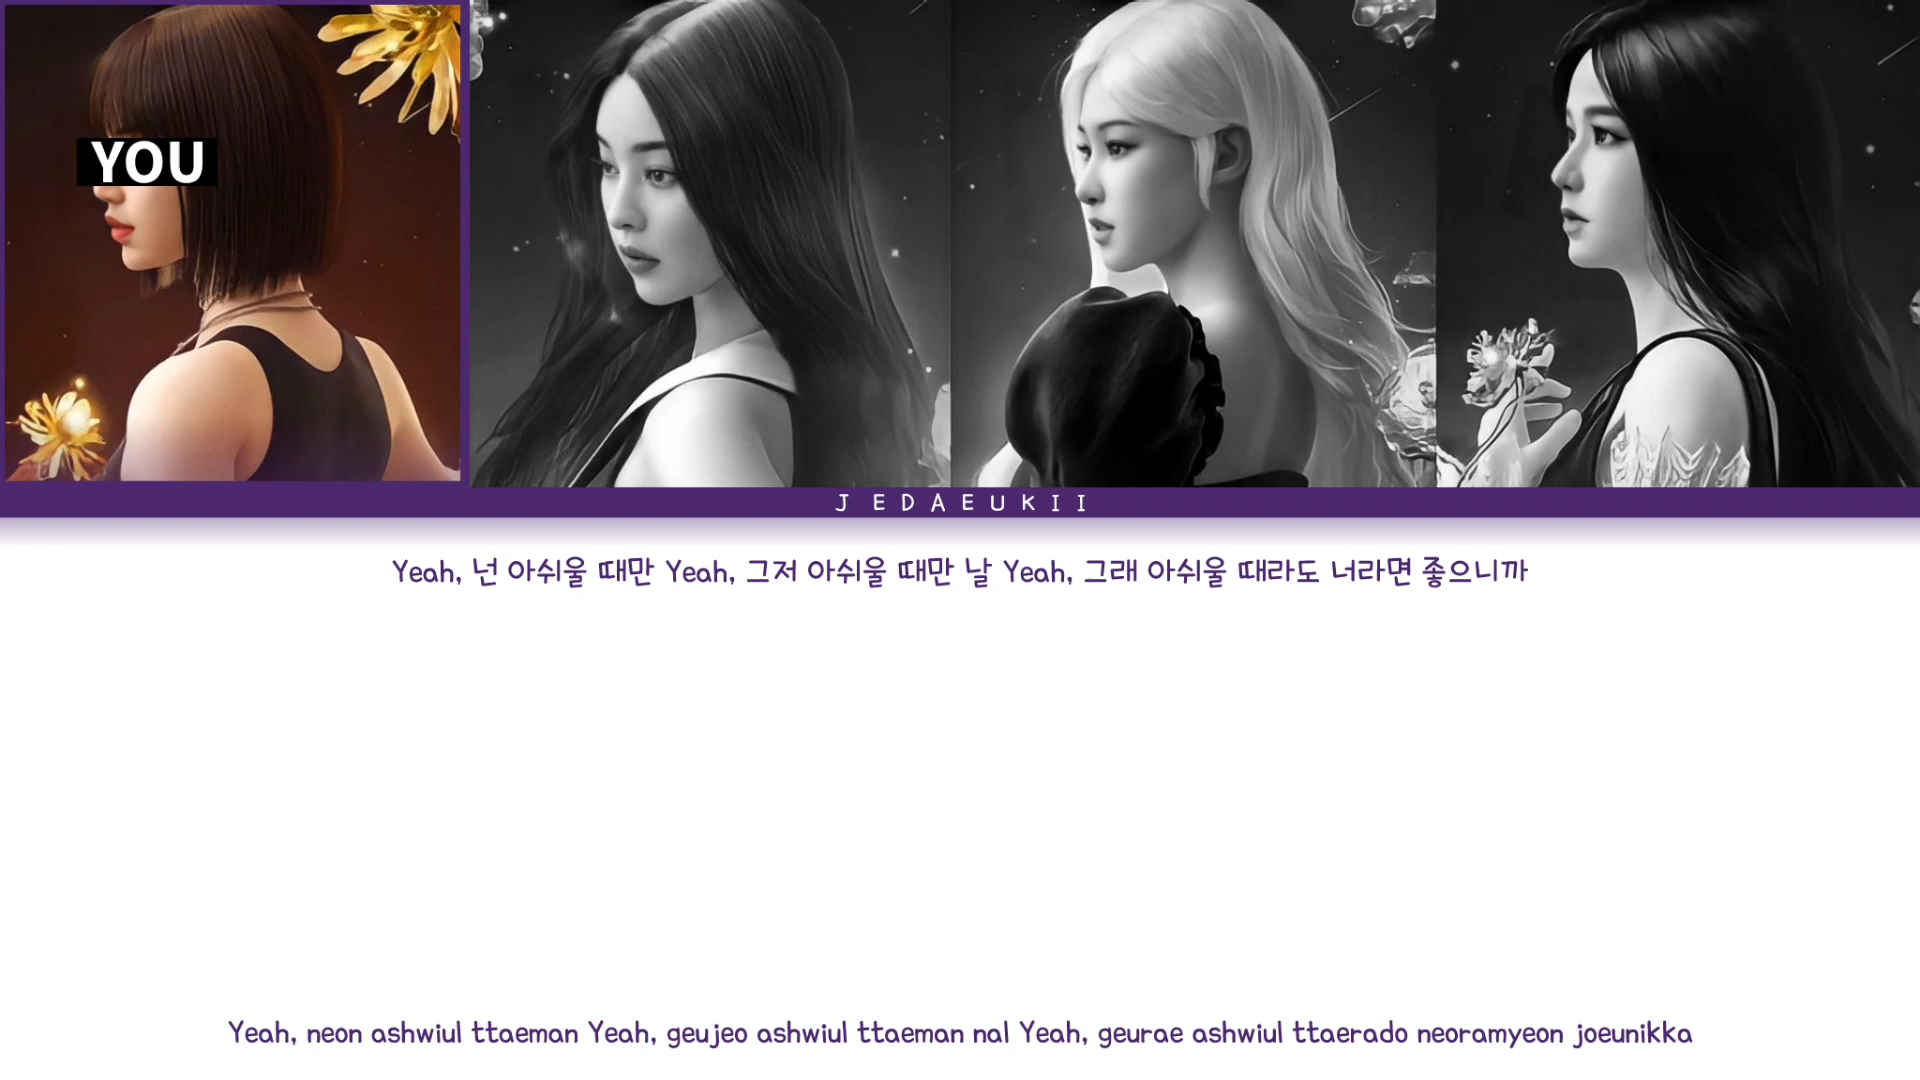 YOU
JEDAEUKII
Yeah, 넌 아쉬울 때만 Yeah, 그저 아쉬울 때만 날 Yeah, 그래 아쉬울 때라도 너라면 좋으니까
Yeah, neon ashwiul ttaeman Yeah, geujeo ashwiul ttaeman nal Yeah, geurae ashwiul ttaerado neoramyeon joeunikka